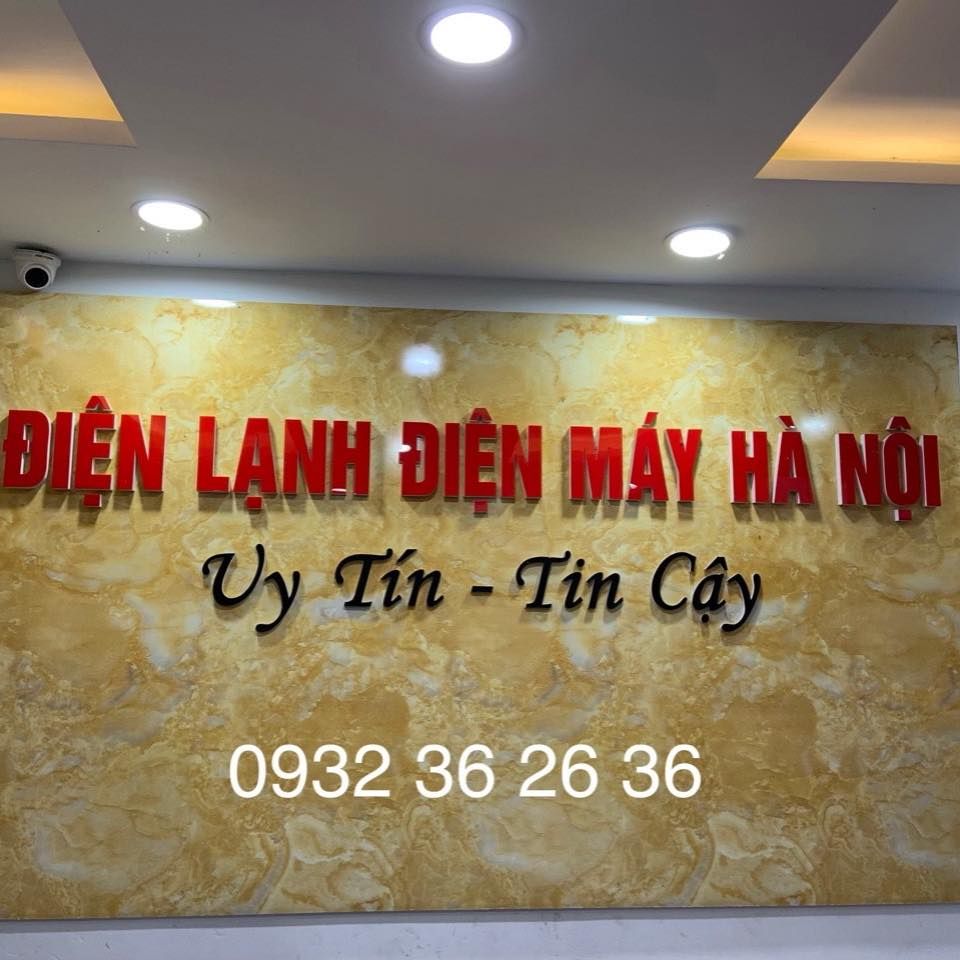 ĐIỆN LẠNH ĐIỆN MÁY HÀ NỘI
Uy Tín - Tin Cậy
0932 36 26 36